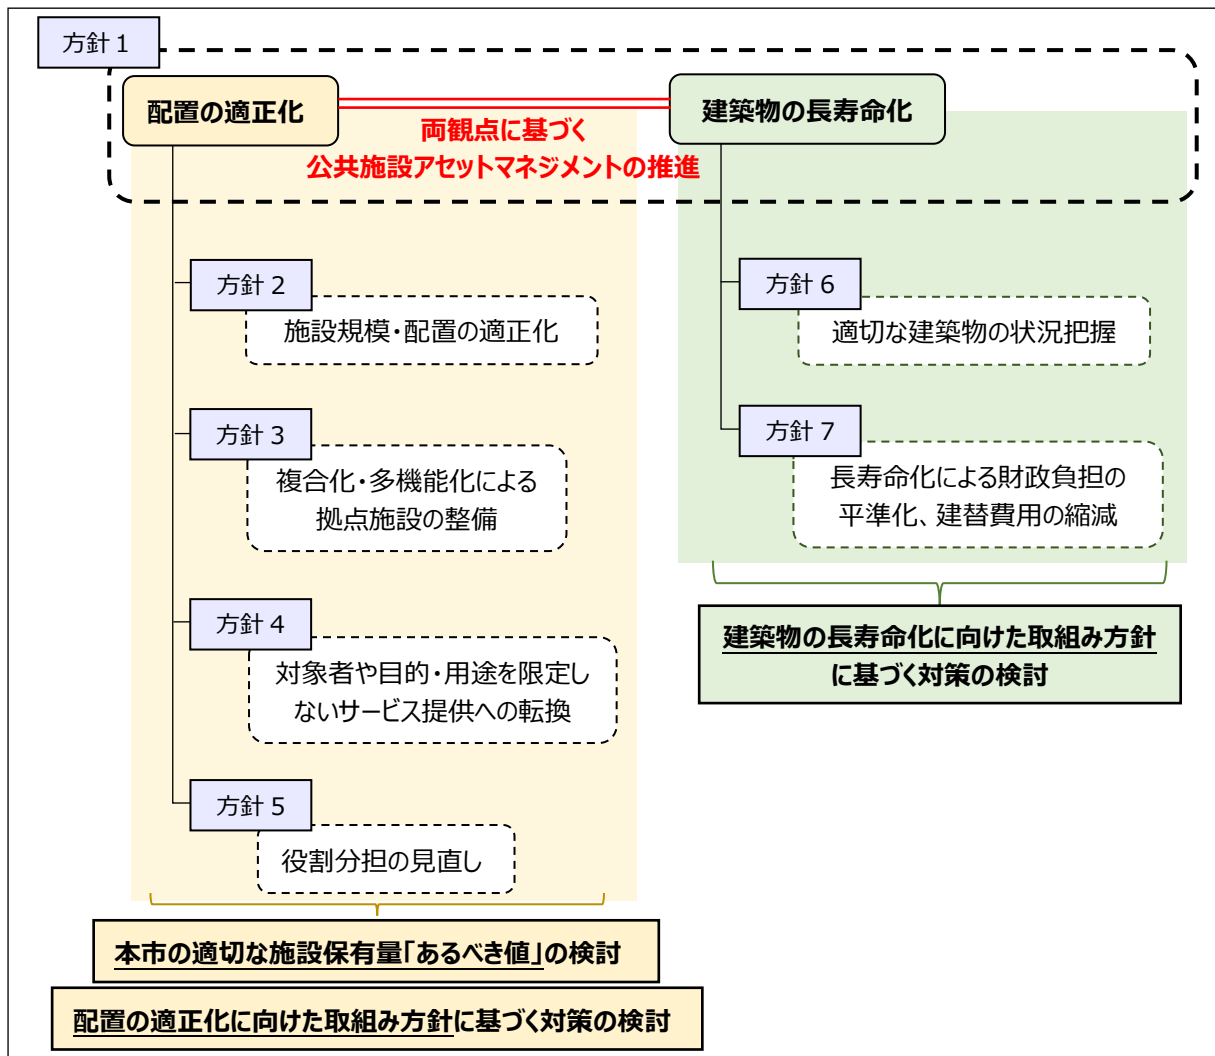 方針１
配置の適正化
建築物の長寿命化
両観点に基づく
公共施設アセットマネジメントの推進
方針２
施設規模・配置の適正化
方針３
複合化・多機能化による
拠点施設の整備
方針４
対象者や目的・用途を限定し
ないサービス提供への転換
方針５
役割分担の見直し
本市の適切な施設保有量「あるべき値」の検討
配置の適正化に向けた取組み方針に基づく対策の検討
方針６
適切な建築物の状況把握
方針７
長寿命化による財政負担の
平準化、建替費用の縮減
建築物の長寿命化に向けた取組み方針
に基づく対策の検討